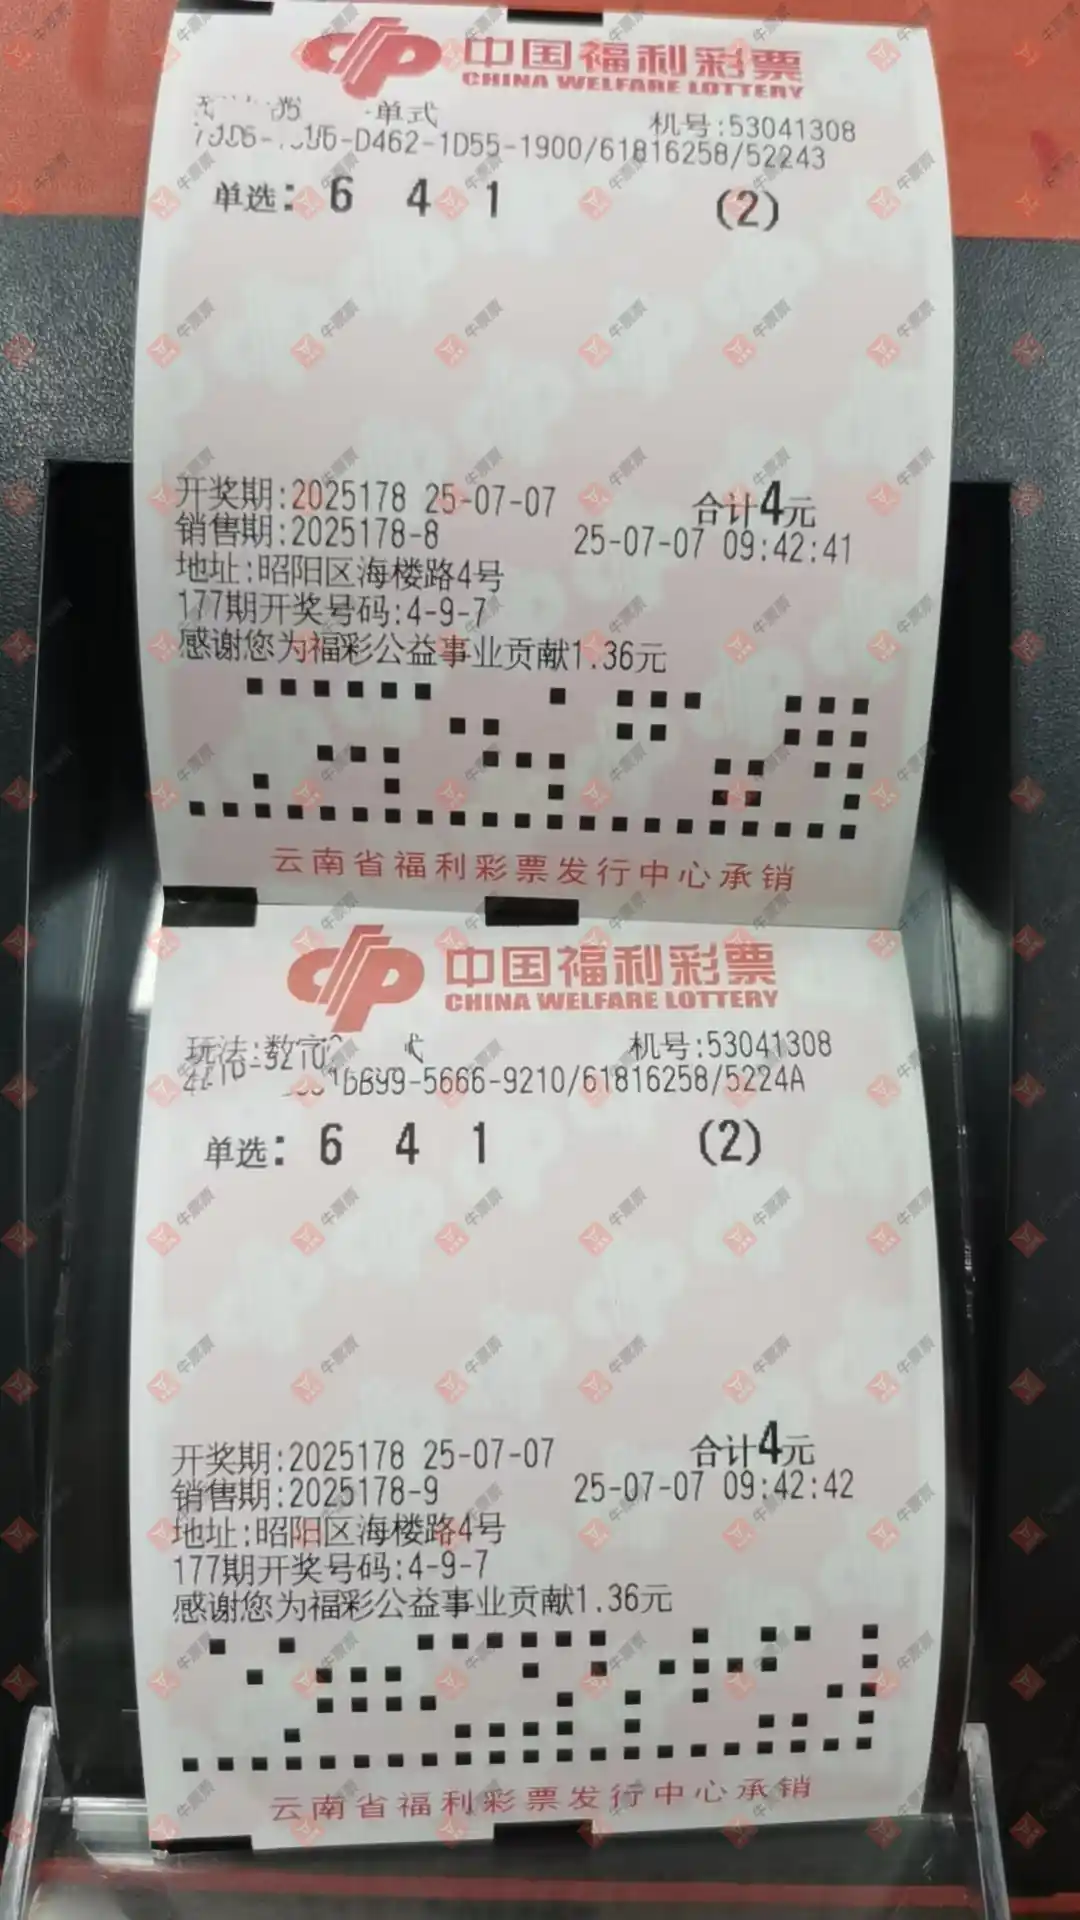 中国福利彩票
CHINA WELFARE LOTTERY
单式
机号:53041308
-D462-1D55-1900/61816258/52243
单选: 6 4 1 (2)
开奖期:2025178 25-07-07 合计4元
销售期:2025178-8 25-07-07 09:42:41
地址:昭阳区海楼路4号
177期开奖号码:4-9-7
感谢您为福彩公益事业贡献1.36元
云南省福利彩票发行中心承销
中国福利彩票
CHINA WELFARE LOTTERY
玩法:数字 机号:53041308
-5666-9210/61816258/5224A
单选: 6 4 1 (2)
开奖期:2025178 25-07-07 合计4元
销售期:2025178-9 25-07-07 09:42:42
地址:昭阳区海楼路4号
177期开奖号码:4-9-7
感谢您为福彩公益事业贡献1.36元
云南省福利彩票发行中心承销
牛票票